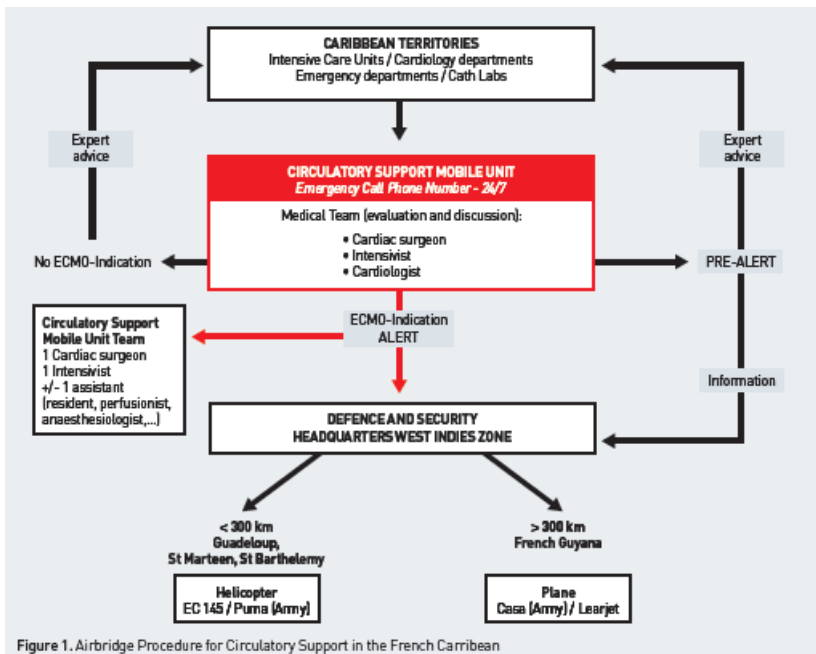 CARIBBEAN TERRITORIES
Intensive Care Units / Cardiology departments
Emergency departments / Cath Labs
Expert
advice
Expert
advice
CIRCULATORY SUPPORT MOBILE UNIT
Emergency Call Phone Number - 24/7
Medical Team (evaluation and discussion):
• Cardiac surgeon
• Intensivist
• Cardiologist
No ECMO-Indication
PRE-ALERT
ECMO-Indication
ALERT
Circulatory Support
Mobile Unit Team
1 Cardiac surgeon
1 Intensivist
+/- 1 assistant
(resident, perfusionist,
anaesthesiologist,...)
Information
DEFENCE AND SECURITY
HEADQUARTERS WEST INDIES ZONE
< 300 km
Guadeloup,
St Marteen, St Barthelemy
> 300 km
French Guyana
Helicopter
EC 145 / Puma (Army)
Plane
Casa (Army) / Learjet
Figure 1. Airbridge Procedure for Circulatory Support in the French Carribean